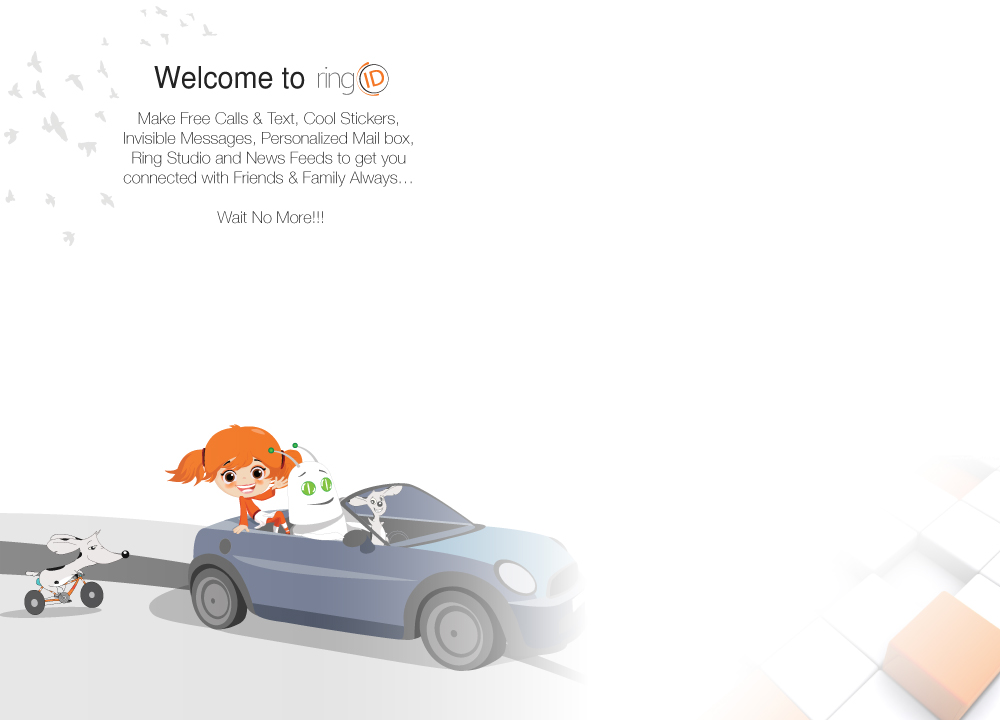 Welcome to ringID
Make Free Calls & Text, Cool Stickers,
Invisible Messages, Personalized Mail box,
Ring Studio and News Feeds to get you
connected with Friends & Family Always...
Wait No More!!!